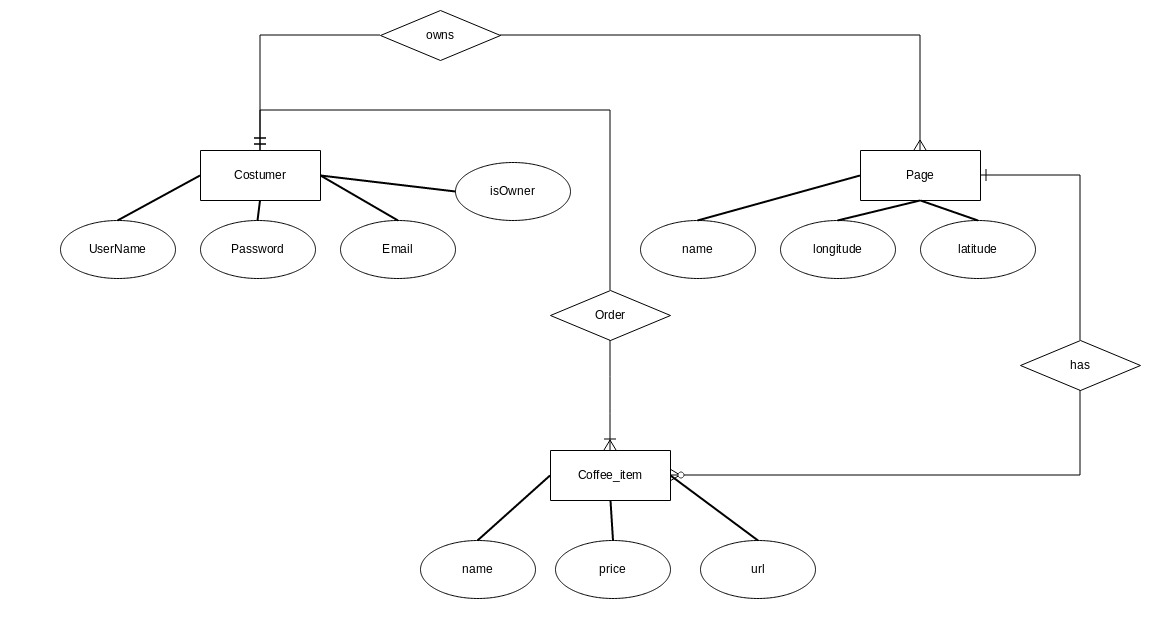 owns
Costumer
isOwner
Page
UserName
Password
Email
name
longitude
latitude
Order
has
Coffee_item
name
price
url